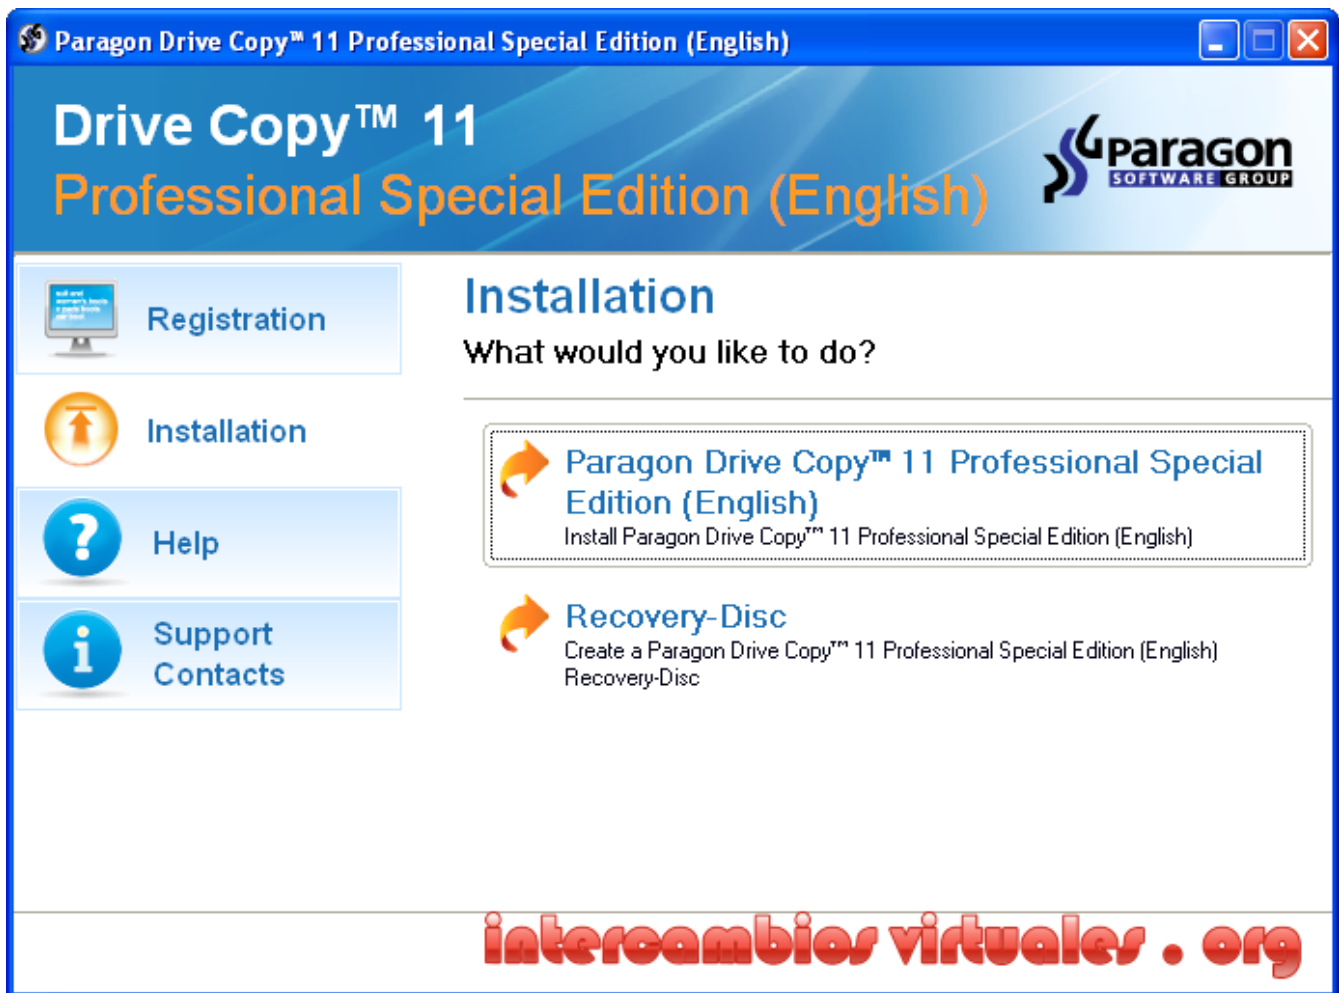 Paragon Drive Copy™ 11 Professional Special Edition (English)
Drive Copy™ 11
Professional Special Edition (English)
Paragon
SOFTWARE GROUP
Registration
Installation
Help
Support
Contacts
Installation
What would you like to do?
Paragon Drive Copy™ 11 Professional Special
Edition (English)
Install Paragon Drive Copy™ 11 Professional Special Edition (English)
Recovery-Disc
Create a Paragon Drive Copy™ 11 Professional Special Edition (English)
Recovery-Disc
intercambios virtuales . org